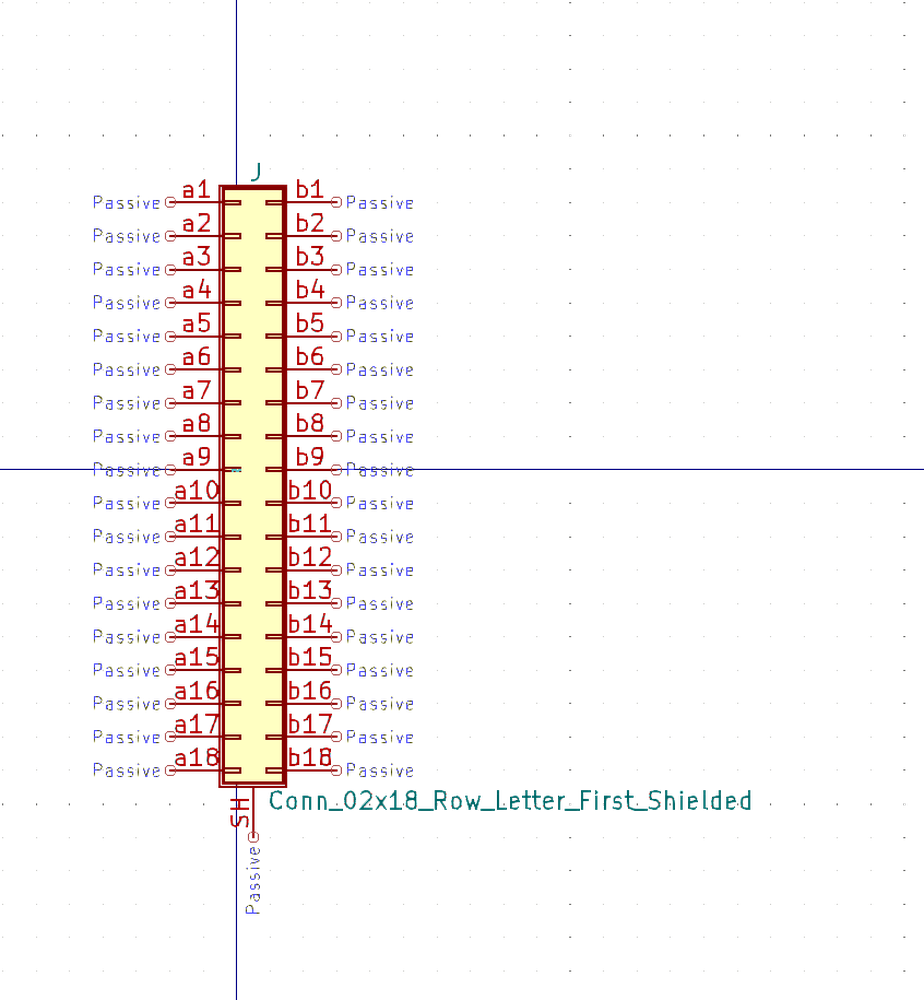 J
Passive a1 b1 Passive
Passive a2 b2 Passive
Passive a3 b3 Passive
Passive a4 b4 Passive
Passive a5 b5 Passive
Passive a6 b6 Passive
Passive a7 b7 Passive
Passive a8 b8 Passive
Passive a9 b9 Passive
Passive a10 b10 Passive
Passive a11 b11 Passive
Passive a12 b12 Passive
Passive a13 b13 Passive
Passive a14 b14 Passive
Passive a15 b15 Passive
Passive a16 b16 Passive
Passive a17 b17 Passive
Passive a18 b18 Passive
SH
Conn_02x18_Row_Letter_First_Shielded
Passive